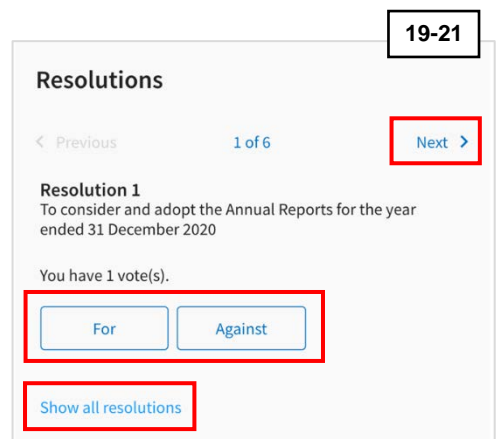 19-21
Resolutions
Previous 1 of 6 Next
Resolution 1
To consider and adopt the Annual Reports for the year
ended 31 December 2020
You have 1 vote(s).
For Against
Show all resolutions